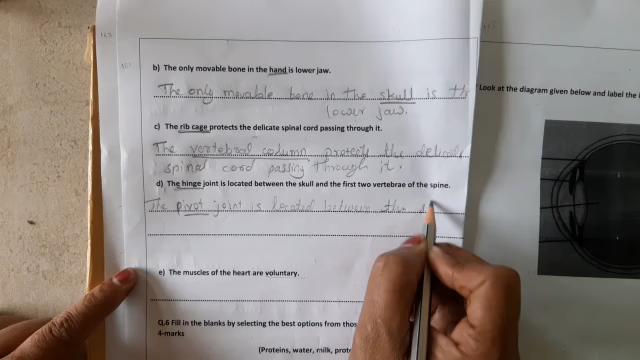 b) The only movable bone in the hand is lower jaw.
The only movable bone in the skull is the
lower jaw.
Look at the diagram given below and label the
c) The rib cage protects the delicate spinal cord passing through it.
The vertebral column protects the delicate
spinal cord passing through it.
d) The hinge joint is located between the skull and the first two vertebrae of the spine.
The pivot joint is located between the s
e) The muscles of the heart are voluntary.
Q.6 Fill in the blanks by selecting the best options from thos
4-marks
(Proteins, water, milk, prote